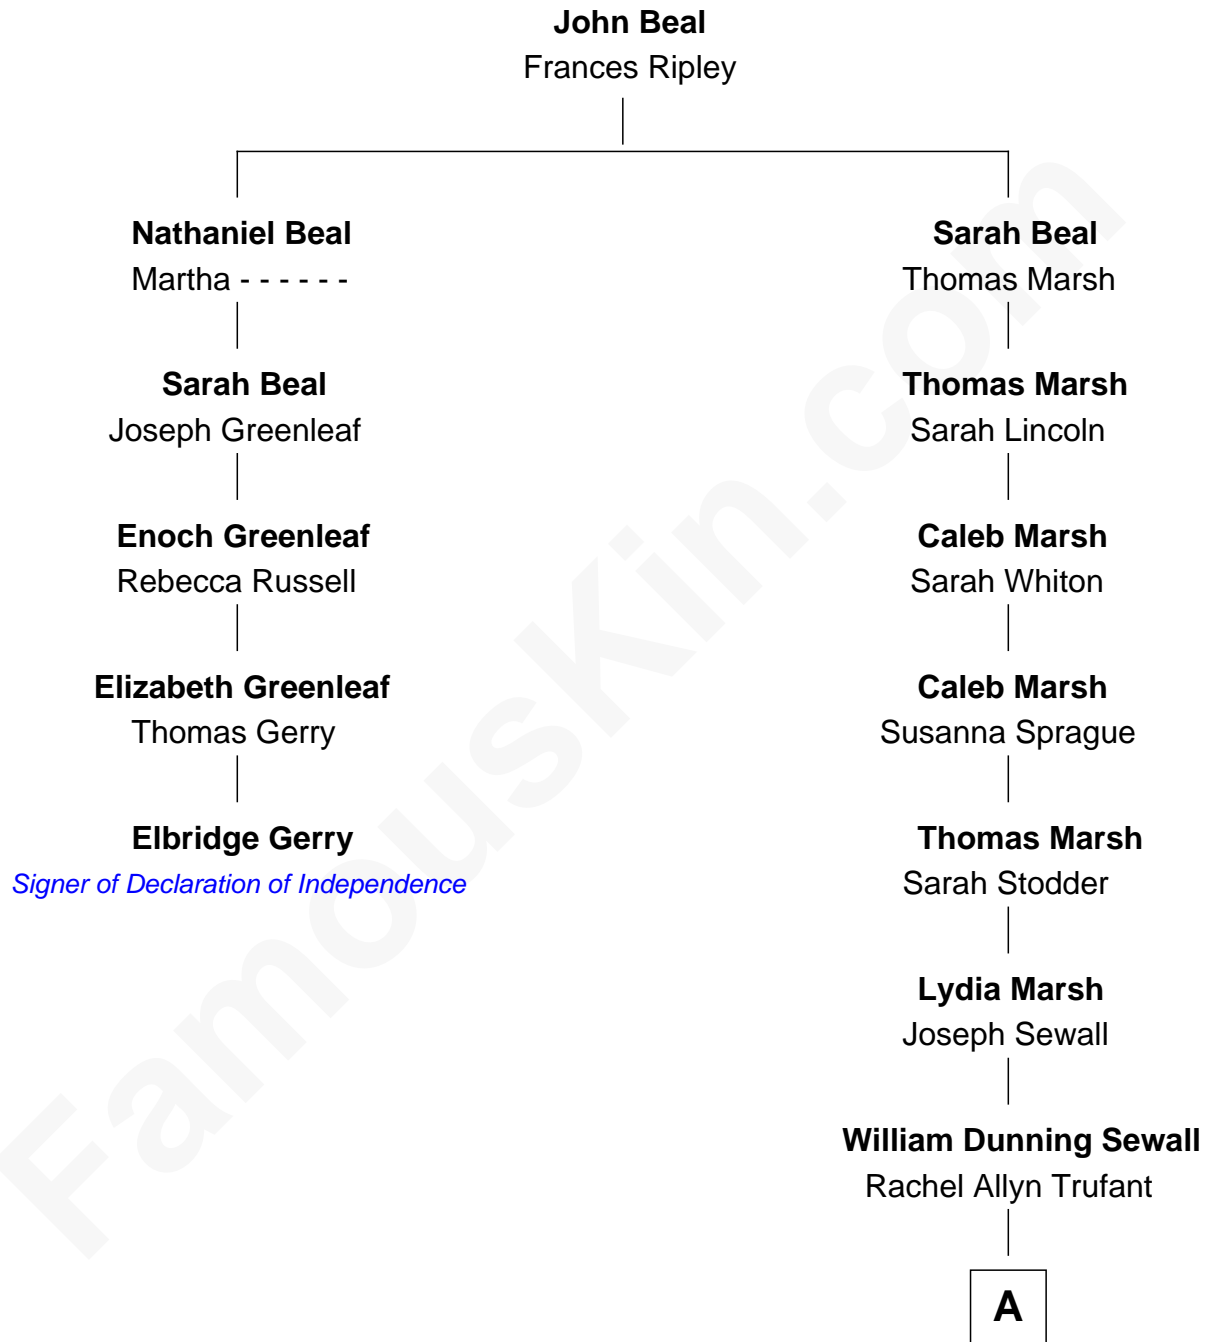 John Beal
Frances Ripley
Nathaniel Beal
Martha - - - - - -
Sarah Beal
Joseph Greenleaf
Enoch Greenleaf
Rebecca Russell
Elizabeth Greenleaf
Thomas Gerry
Elbridge Gerry
Signer of Declaration of Independence
Sarah Beal
Thomas Marsh
Thomas Marsh
Sarah Lincoln
Caleb Marsh
Sarah Whiton
Caleb Marsh
Susanna Sprague
Thomas Marsh
Sarah Stodder
Lydia Marsh
Joseph Sewall
William Dunning Sewall
Rachel Allyn Trufant
A
FamousKin.com